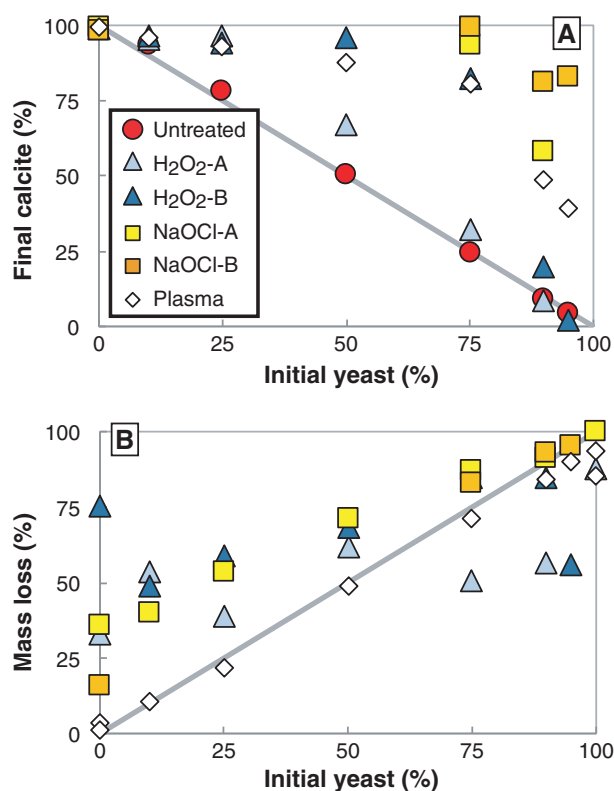 A
Final calcite (%)
100
75
50
25
0
Untreated
H₂O₂-A
H₂O₂-B
NaOCl-A
NaOCl-B
Plasma
0 25 50 75 100
Initial yeast (%)
B
Mass loss (%)
100
75
50
25
0
0 25 50 75 100
Initial yeast (%)